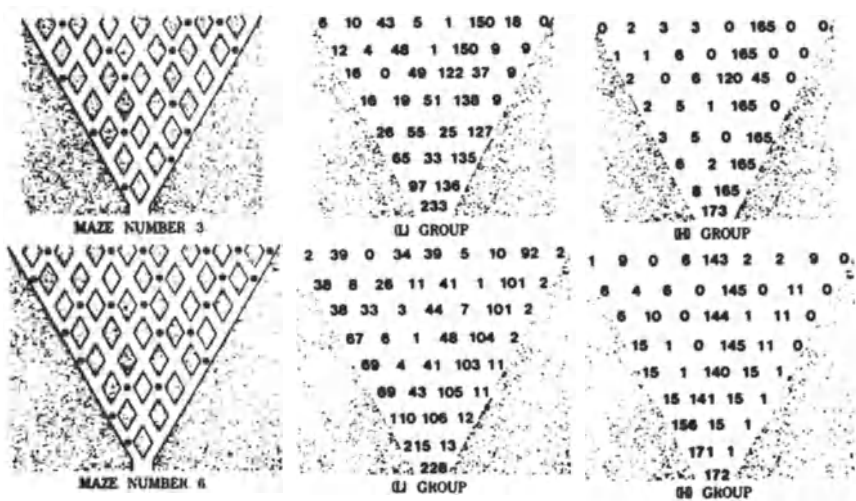 6 10 43 5 1 150 18 0
12 4 48 1 150 9 9
16 0 49 122 37 9
16 19 51 138 9
26 55 25 127
65 33 135
97 136
233
MAZE NUMBER 3
(L) GROUP
0 2 3 3 0 165 0 0
1 1 6 0 165 0 0
2 0 6 120 45 0
2 5 1 165 0
3 5 0 165
6 2 165
8 165
173
(H) GROUP
2 39 0 34 39 5 10 92 2
38 8 26 11 41 1 101 2
38 33 3 44 7 101 2
67 6 1 48 104 2
69 4 41 103 11
69 43 105 11
110 106 12
215 13
228
MAZE NUMBER 6
(L) GROUP
1 9 0 6 143 2 2 9 0
6 4 6 0 145 0 11 0
6 10 0 144 1 11 0
15 1 0 145 11 0
15 1 140 15 1
15 141 15 1
156 15 1
171 1
172
(H) GROUP